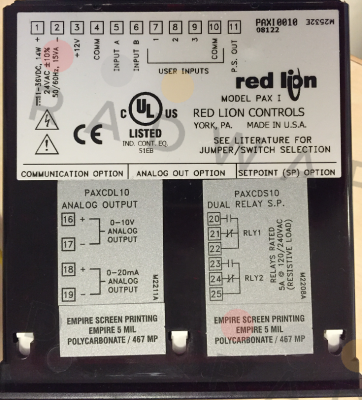 1 2 3 4 5 6 7 8 9 10 11
PAXI0010
98122
M2532E
11-36VDC, 14W
24VAC ±10%
50/60Hz, 15VA
+12V
COMM
INPUT A
INPUT B
1
2
3
USER INPUTS
COMM
P.S. OUT
red lion
MODEL PAX I
C UL US
LISTED
IND. CONT. EQ.
51EB
CE
RED LION CONTROLS
YORK, PA. MADE IN U.S.A.
SEE LITERATURE FOR
JUMPER/SWITCH SELECTION
COMMUNICATION OPTION
ANALOG OUT OPTION
SETPOINT (SP) OPTION
PAXCDL10
ANALOG OUTPUT
16 +
17 -
0-10V
ANALOG
OUTPUT
18 +
19 -
0-20mA
ANALOG
OUTPUT
M2211A
EMPIRE SCREEN PRINTING
EMPIRE 5 MIL
POLYCARBONATE / 467 MP
PAXCDS10
DUAL RELAY S.P.
20
21
22
RLY1
23
24
25
RLY2
RELAYS RATED
5A @ 120/240VAC
(RESISTIVE LOAD)
M2208A
EMPIRE SCREEN PRINTING
EMPIRE 5 MIL
POLYCARBONATE / 467 MP